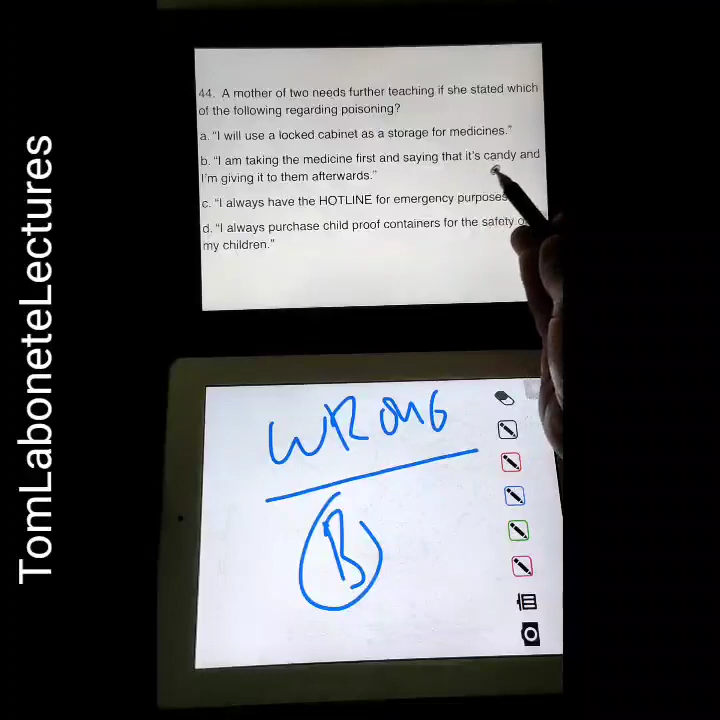 TomLaboneteLectures
44. A mother of two needs further teaching if she stated which
of the following regarding poisoning?
a. “I will use a locked cabinet as a storage for medicines.”
b. “I am taking the medicine first and saying that it’s candy and
I’m giving it to them afterwards.”
c. “I always have the HOTLINE for emergency purposes
d. “I always purchase child proof containers for the safety
my children.”
WRONG
B